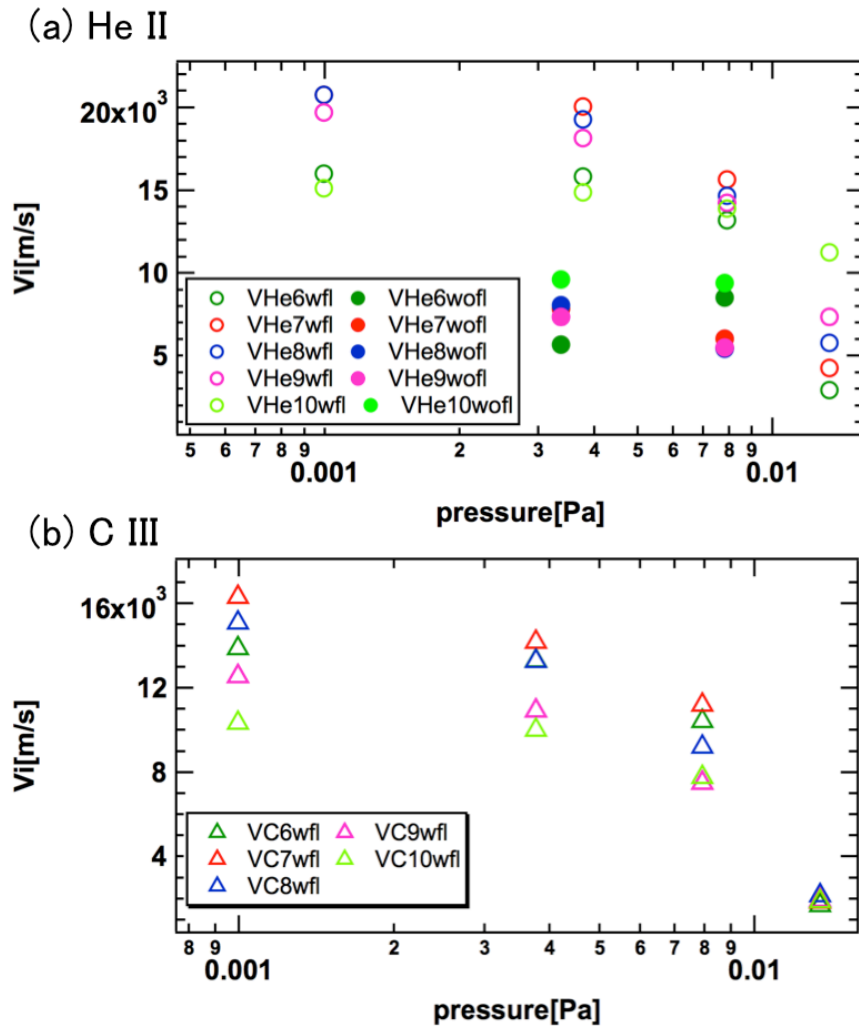 (a) He II
20x10³
15
10
5
Vi[m/s]
VHe6wfl VHe6wofl
VHe7wfl VHe7wofl
VHe8wfl VHe8wofl
VHe9wfl VHe9wofl
VHe10wfl VHe10wofl
5 6 7 8 9 2 3 4 5 6 7 8 9
0.001 0.01
pressure[Pa]
(b) C III
16x10³
12
8
4
Vi[m/s]
VC6wfl VC9wfl
VC7wfl VC10wfl
VC8wfl
8 9 2 3 4 5 6 7 8 9
0.001 0.01
pressure[Pa]